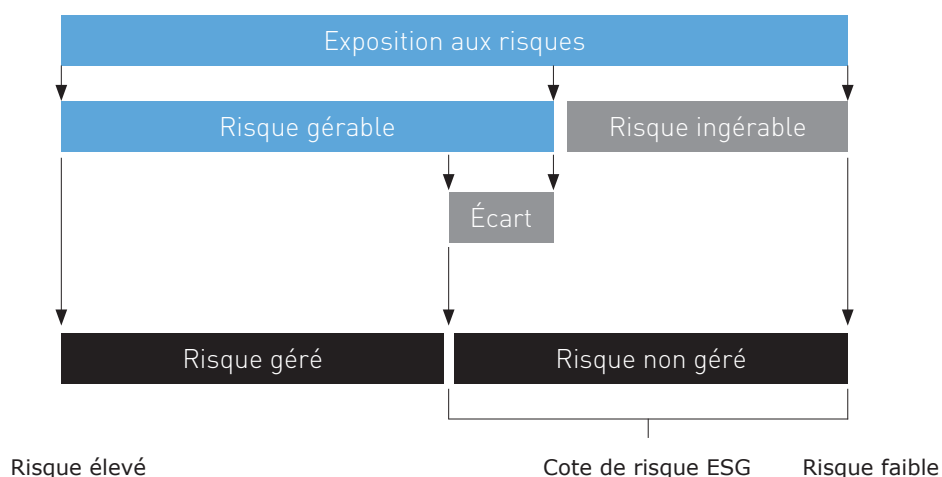 Exposition aux risques
Risque gérable
Risque ingérable
Écart
Risque géré
Risque non géré
Risque élevé
Cote de risque ESG
Risque faible